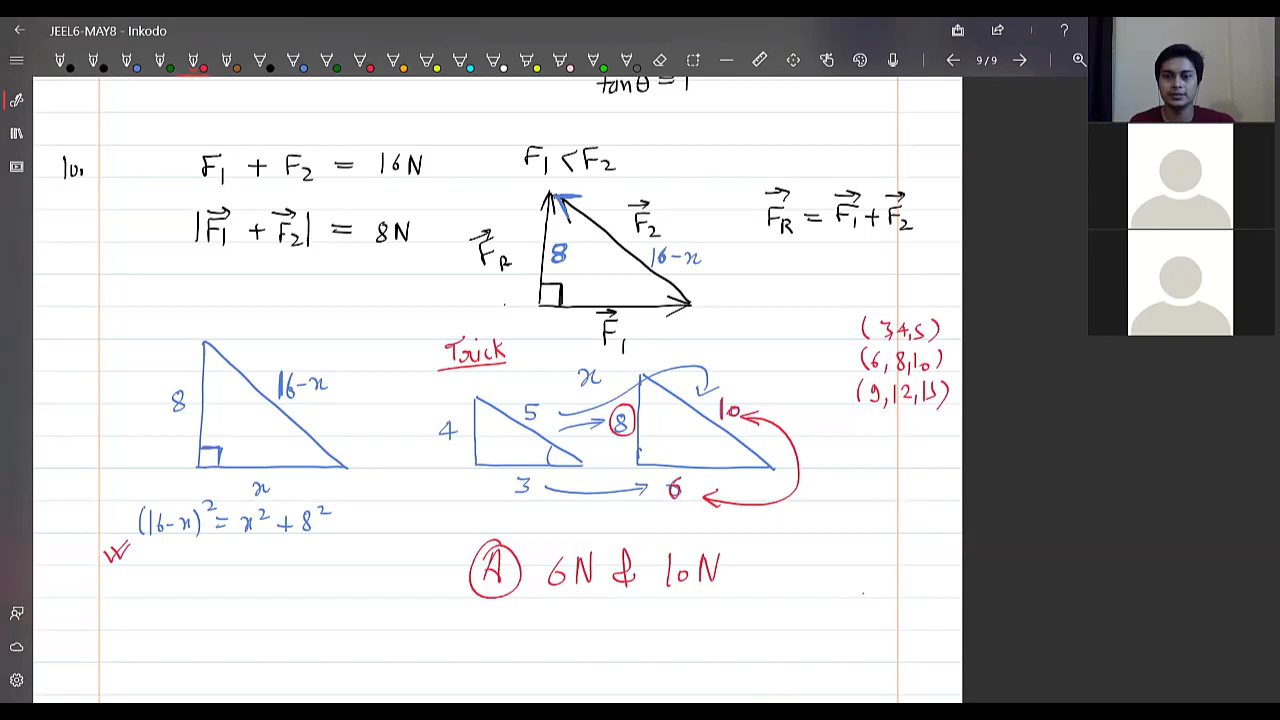 JEEL6-MAY8 - Inkodo
9/9
tanθ = 1
10.
F₁ + F₂ = 16N
F₁ < F₂
|F₁⃗ + F₂⃗| = 8N
F_R⃗
8
F₂⃗
16-x
F_R⃗ = F₁⃗ + F₂⃗
F₁⃗
x
Trick
(3,4,5)
(6,8,10)
(9,12,15)
8
16-x
x
4
5
3
8
10
6
(16-x)² = x² + 8²
A 6N & 10N